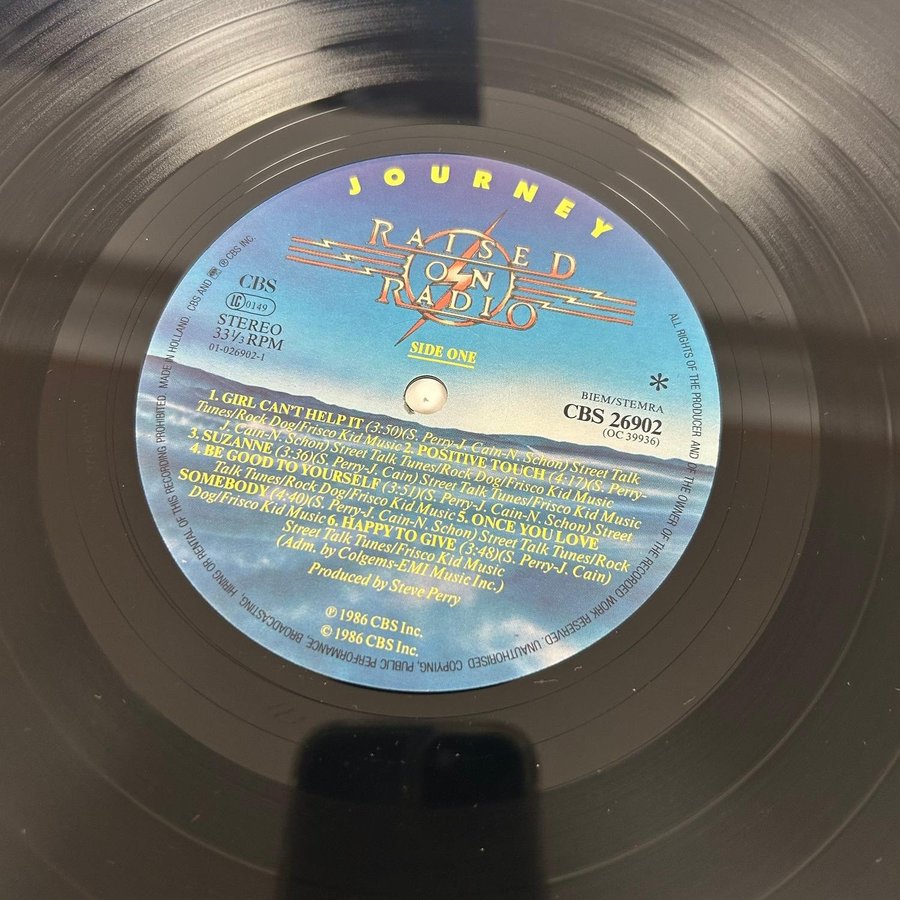 JOURNEY
RAISED
ON
RADIO
CBS
LC 0149
STEREO
33⅓ RPM
01-026902-1
SIDE ONE
*
BIEM/STEMRA
CBS 26902
(OC 39936)
1. GIRL CAN'T HELP IT (3:50)(S. Perry-J. Cain-N. Schon) Street Talk
Tunes/Rock Dog/Frisco Kid Music 2. POSITIVE TOUCH (4:17)(S. Perry-
J. Cain-N. Schon) Street Talk Tunes/Rock Dog/Frisco Kid Music
3. SUZANNE (3:36)(S. Perry-J. Cain) Street Talk Tunes/Frisco Kid Music
4. BE GOOD TO YOURSELF (3:51)(S. Perry-J. Cain-N. Schon) Street
Talk Tunes/Rock Dog/Frisco Kid Music 5. ONCE YOU LOVE
SOMEBODY (4:40)(S. Perry-J. Cain-N. Schon) Street Talk Tunes/Rock
Dog/Frisco Kid Music 6. HAPPY TO GIVE (3:48)(S. Perry-J. Cain)
Street Talk Tunes/Frisco Kid Music
(Adm. by Colgems-EMI Music Inc.)
Produced by Steve Perry
℗ 1986 CBS Inc.
© 1986 CBS Inc.
ALL RIGHTS OF THE PRODUCER AND OF THE OWNER OF THE RECORDED WORK RESERVED. UNAUTHORISED COPYING, PUBLIC PERFORMANCE, BROADCASTING, HIRING OR RENTAL OF THIS RECORDING PROHIBITED. MADE IN HOLLAND. CBS AND ® CBS INC.